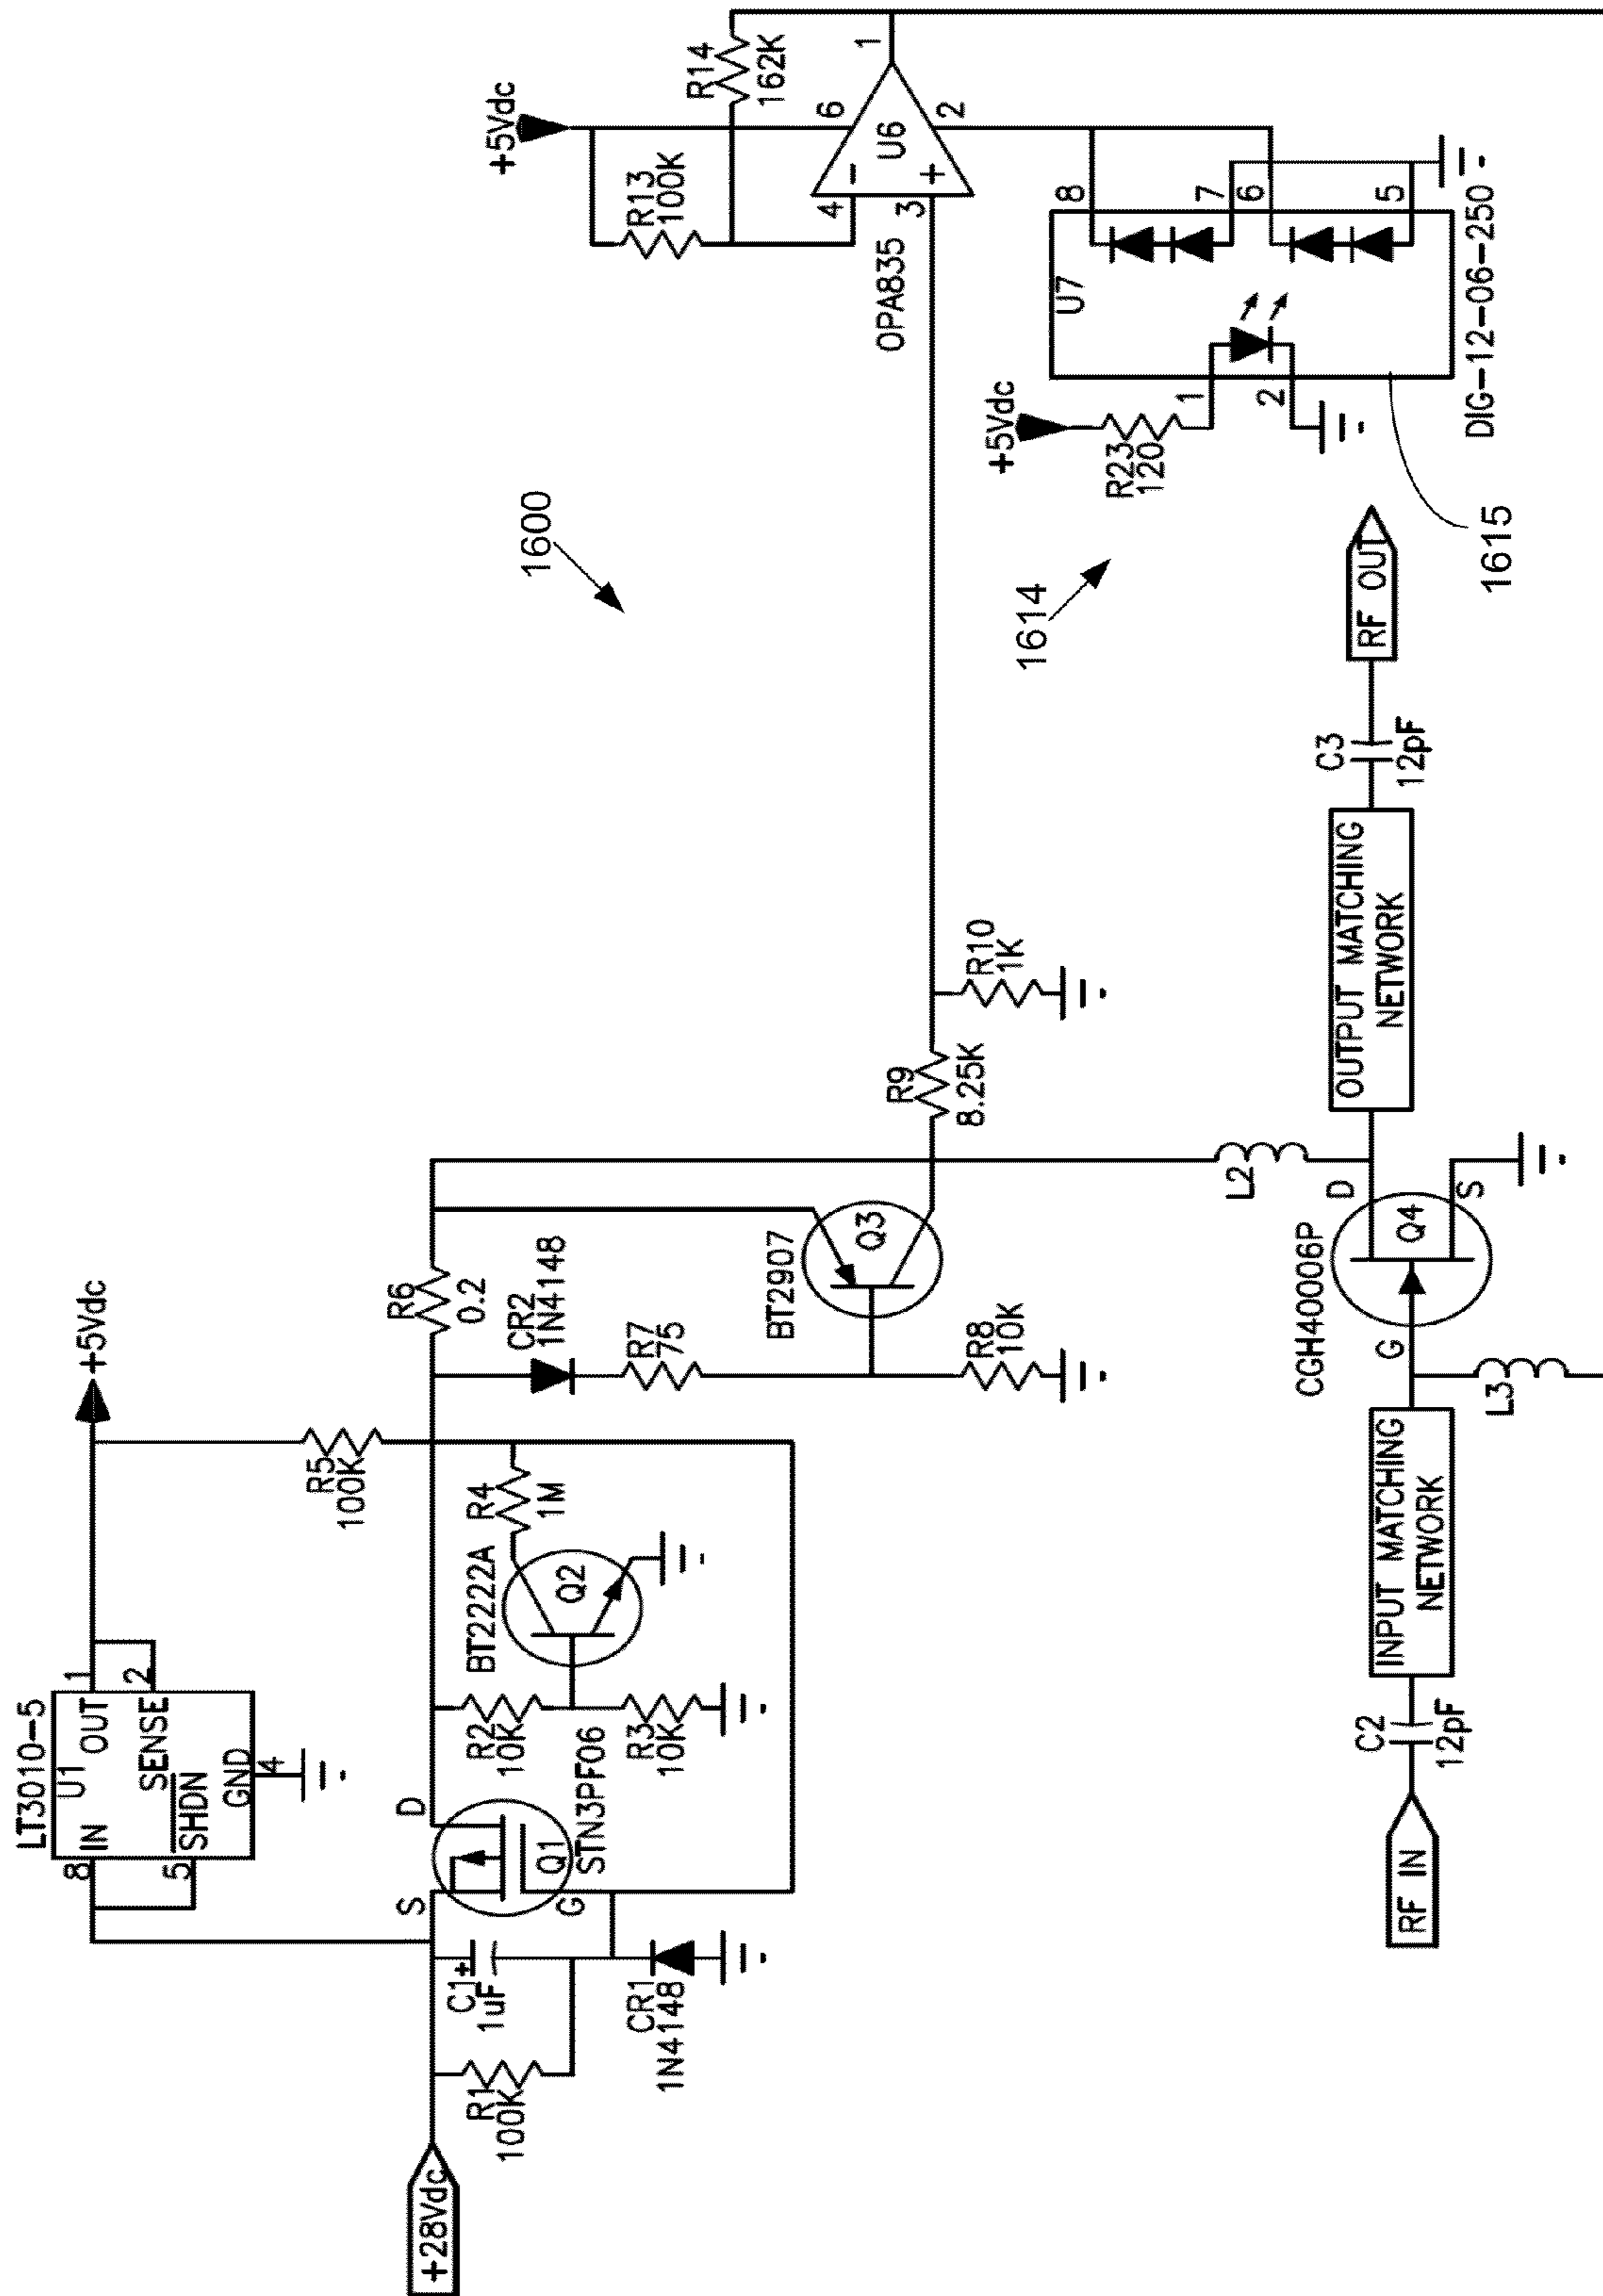 LT3010-5
U1
8
IN
OUT
1
SENSE
2
5
SHDN
GND
4
+5Vdc
R5
100K
+28Vdc
R1
100K
C1
+
1uF
S
D
G
Q1
STN3PF06
CR1
1N4148
R2
10K
R3
10K
BT2222A
Q2
R4
1M
R6
0.2
CR2
1N4148
R7
75
R8
10K
BT2907
Q3
R9
8.25K
R10
1K
1600
+5Vdc
R13
100K
R14
162K
6
4
3
U6
-
+
1
2
OPA835
1614
+5Vdc
R23
120
1
2
U7
8
7
6
5
DIG-12-06-250
1615
RF IN
C2
12pF
INPUT MATCHING
NETWORK
L3
G
CGH40006P
Q4
D
S
L2
OUTPUT MATCHING
NETWORK
C3
12pF
RF OUT